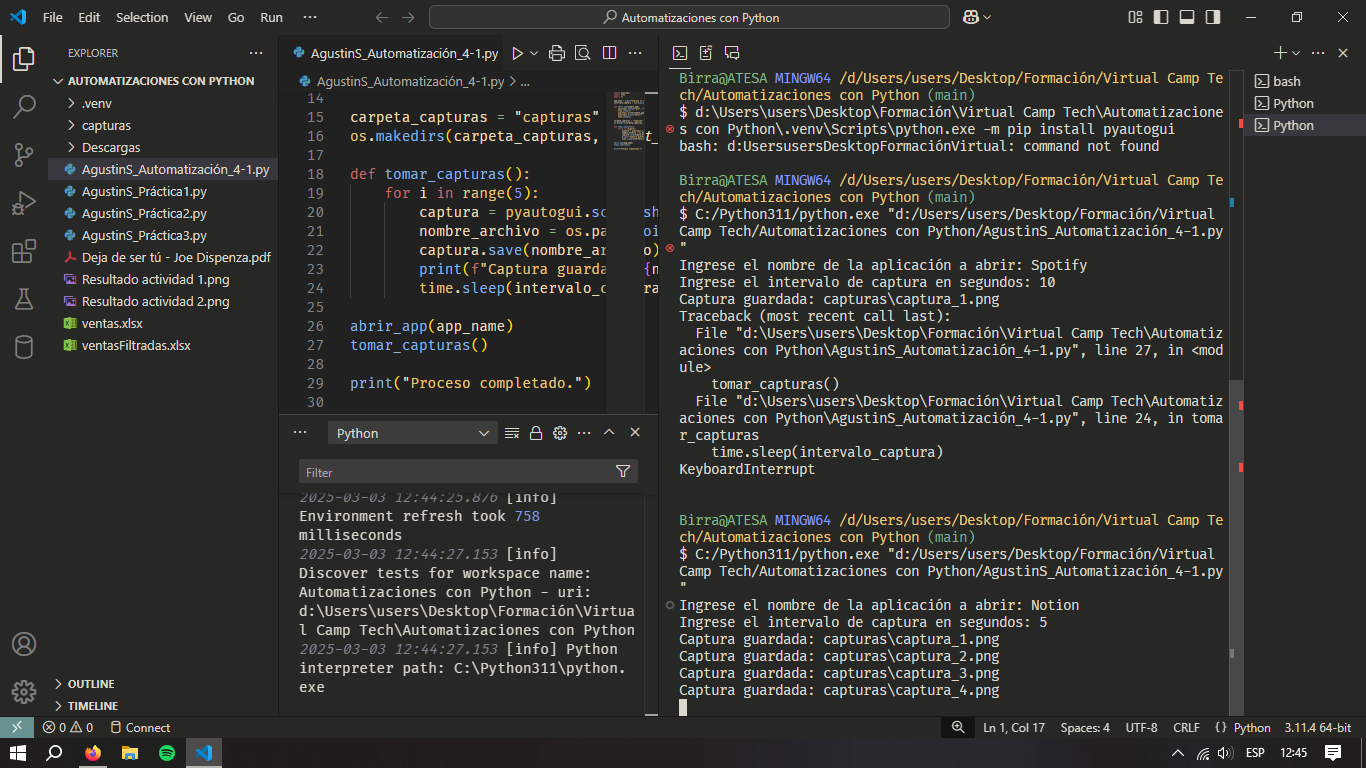 File Edit Selection View Go Run ···
Automatizaciones con Python
EXPLORER
AUTOMATIZACIONES CON PYTHON
.venv
capturas
Descargas
AgustinS_Automatización_4-1.py
AgustinS_Práctica1.py
AgustinS_Práctica2.py
AgustinS_Práctica3.py
Deja de ser tú - Joe Dispenza.pdf
Resultado actividad 1.png
Resultado actividad 2.png
ventas.xlsx
ventasFiltradas.xlsx
OUTLINE
TIMELINE
AgustinS_Automatización_4-1.py
AgustinS_Automatización_4-1.py > ...
14
15 carpeta_capturas = "capturas"
16 os.makedirs(carpeta_capturas,
17
18 def tomar_capturas():
19 for i in range(5):
20 captura = pyautogui.sc
21 nombre_archivo = os.pa
22 captura.save(nombre_ar
23 print(f"Captura guarda
24 time.sleep(intervalo_c
25
26 abrir_app(app_name)
27 tomar_capturas()
28
29 print("Proceso completado.")
30
Python
Filter
2025-03-03 12:44:25.876 [info]
Environment refresh took 758
milliseconds
2025-03-03 12:44:27.153 [info]
Discover tests for workspace name:
Automatizaciones con Python - uri:
d:\Users\users\Desktop\Formación\Virtua
l Camp Tech\Automatizaciones con Python
2025-03-03 12:44:27.153 [info] Python
interpreter path: C:\Python311\python.
exe
Birra@ATESA MINGW64 /d/Users/users/Desktop/Formación/Virtual Camp Te
ch/Automatizaciones con Python (main)
$ d:\Users\users\Desktop\Formación\Virtual Camp Tech\Automatizacione
s con Python\.venv\Scripts\python.exe -m pip install pyautogui
bash: d:UsersusersDesktopFormaciónVirtual: command not found
Birra@ATESA MINGW64 /d/Users/users/Desktop/Formación/Virtual Camp Te
ch/Automatizaciones con Python (main)
$ C:/Python311/python.exe "d:/Users/users/Desktop/Formación/Virtual
Camp Tech/Automatizaciones con Python/AgustinS_Automatización_4-1.py
"
Ingrese el nombre de la aplicación a abrir: Spotify
Ingrese el intervalo de captura en segundos: 10
Captura guardada: capturas\captura_1.png
Traceback (most recent call last):
File "d:\Users\users\Desktop\Formación\Virtual Camp Tech\Automatiz
aciones con Python\AgustinS_Automatización_4-1.py", line 27, in <mod
ule>
tomar_capturas()
File "d:\Users\users\Desktop\Formación\Virtual Camp Tech\Automatiz
aciones con Python\AgustinS_Automatización_4-1.py", line 24, in toma
r_capturas
time.sleep(intervalo_captura)
KeyboardInterrupt
Birra@ATESA MINGW64 /d/Users/users/Desktop/Formación/Virtual Camp Te
ch/Automatizaciones con Python (main)
$ C:/Python311/python.exe "d:/Users/users/Desktop/Formación/Virtual
Camp Tech/Automatizaciones con Python/AgustinS_Automatización_4-1.py
"
Ingrese el nombre de la aplicación a abrir: Notion
Ingrese el intervalo de captura en segundos: 5
Captura guardada: capturas\captura_1.png
Captura guardada: capturas\captura_2.png
Captura guardada: capturas\captura_3.png
Captura guardada: capturas\captura_4.png
bash
Python
Python
0 0 Connect
Ln 1, Col 17 Spaces: 4 UTF-8 CRLF Python 3.11.4 64-bit
ESP 12:45